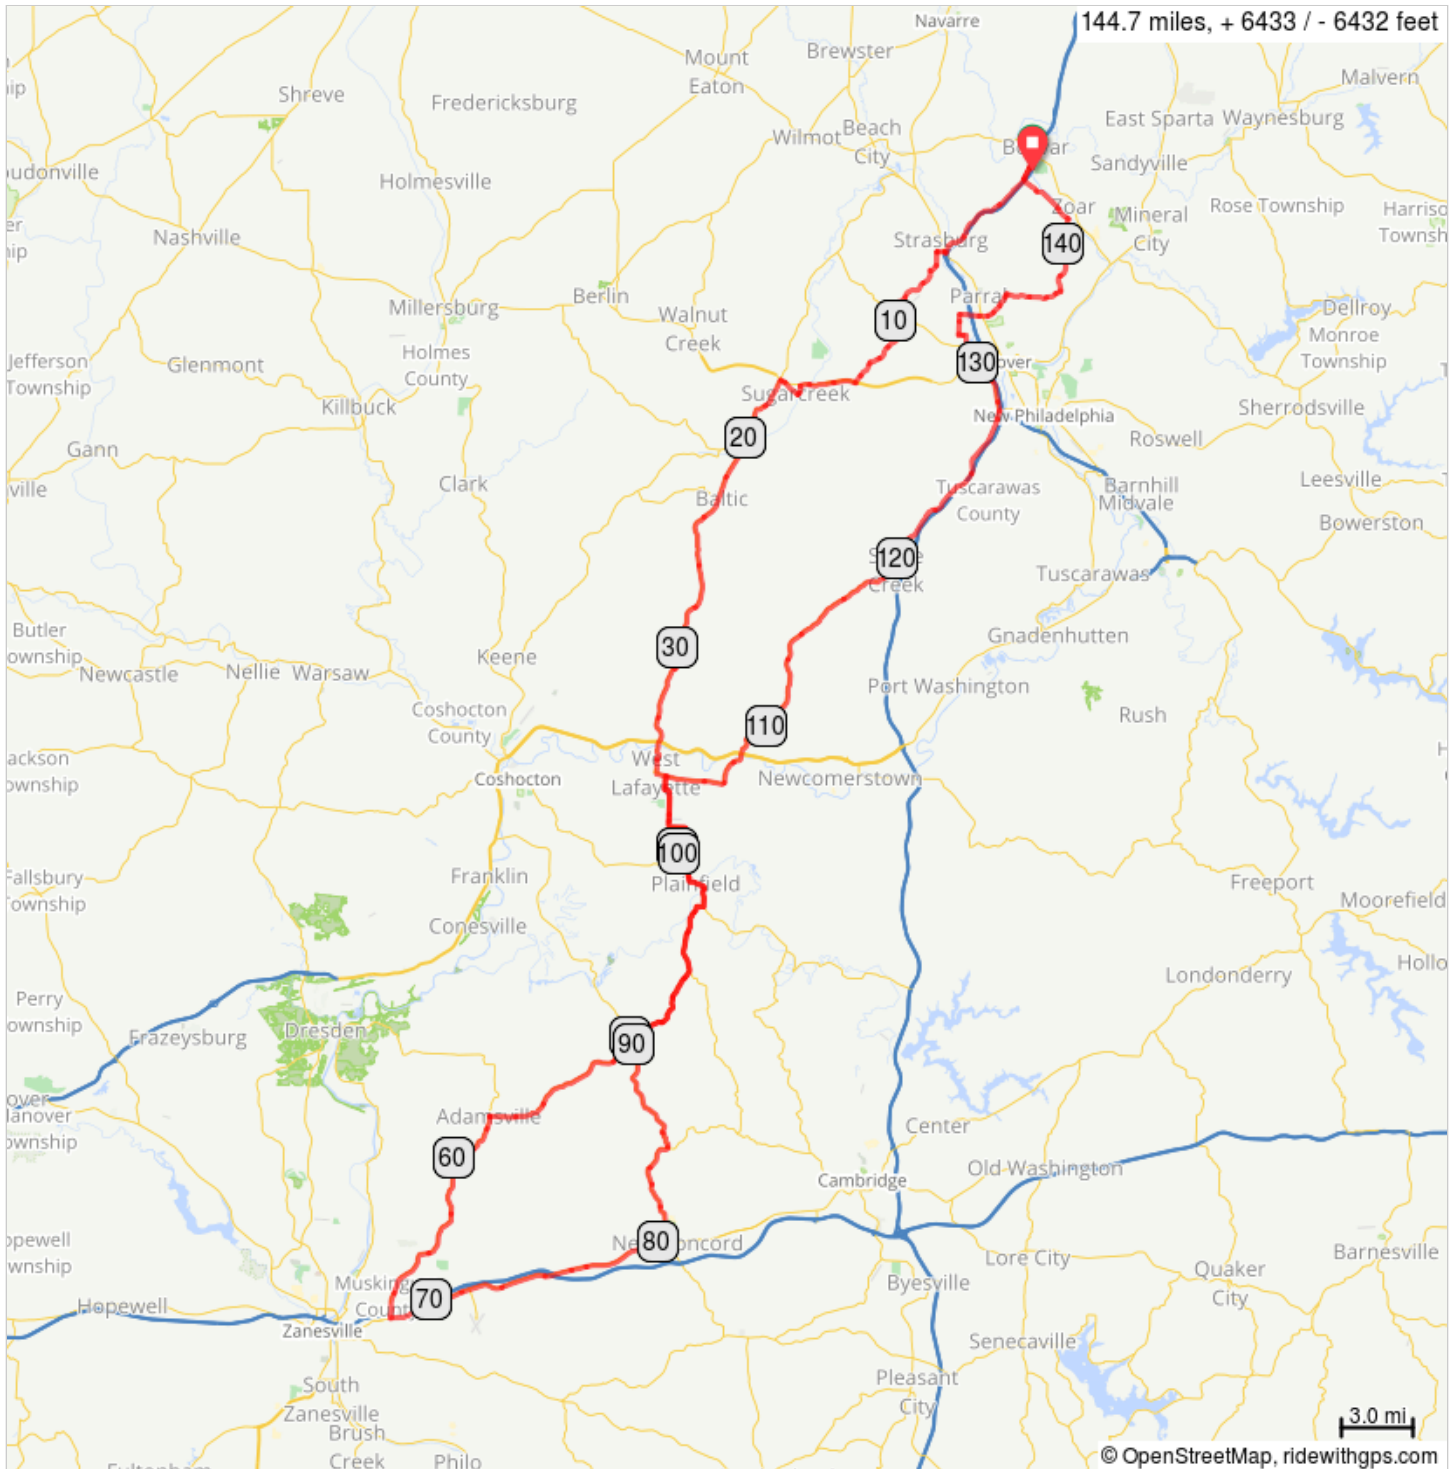 144.7 miles, + 6433 / - 6432 feet
Navarre
Brewster
Mount
Eaton
Malvern
Shreve
Fredericksburg
East Sparta
Waynesburg
Wilmot
Beach
City
Sandyville
Holmesville
Zoar
Mineral
City
Rose Township
Nashville
Strasburg
140
Millersburg
Berlin
Parral
Walnut
Creek
10
Dellroy
Monroe
Township
Jefferson
Township
Glenmont
Holmes
County
130
Sugarcreek
Killbuck
New Philadelphia
Sherrodsville
20
Roswell
Gann
Clark
Baltic
Tuscarawas
County
Barnhill
Midvale
Leesville
Bowerston
120
Creek
Tuscarawas
Butler
Gnadenhutten
30
Keene
Newcastle
Nellie
Warsaw
Port Washington
Coshocton
County
110
Rush
West
Lafayette
Coshocton
Newcomerstown
100
Plainfield
Franklin
Freeport
Conesville
Moorefield
Londonderry
Perry
Dresden
Frazeysburg
90
Adamsville
Center
60
Old Washington
Cambridge
80
Lore City
Barnesville
Quaker
City
Byesville
70
Hopewell
Zanesville
Senecaville
Pleasant
City
South
Zanesville
Brush
Creek
Philo
3.0 mi
© OpenStreetMap, ridewithgps.com